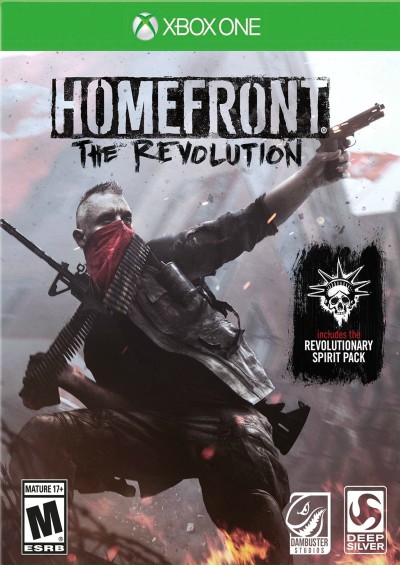 XBOX ONE
HOMEFRONT®
THE REVOLUTION
includes the
REVOLUTIONARY
SPIRIT PACK
MATURE 17+
M
ESRB
DAMBUSTER
STUDIOS
DEEP
SILVER